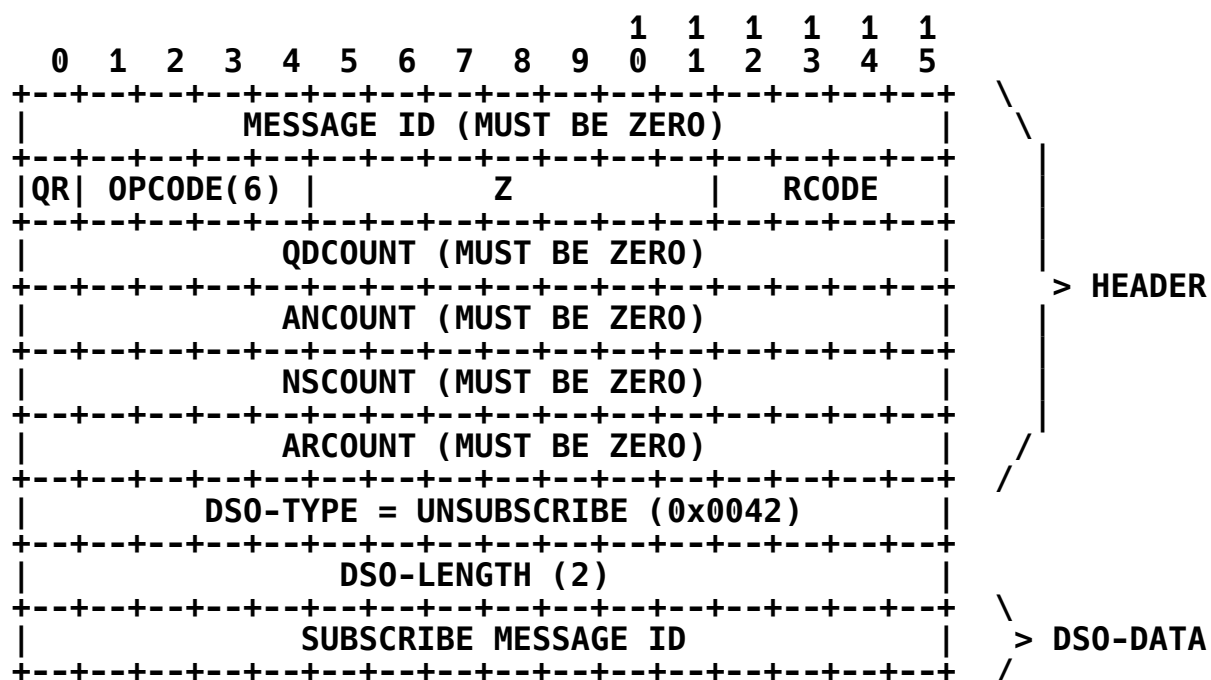 1  1  1  1  1  1
  0  1  2  3  4  5  6  7  8  9  0  1  2  3  4  5
+--+--+--+--+--+--+--+--+--+--+--+--+--+--+--+--+  \
|            MESSAGE ID (MUST BE ZERO)           |   \
+--+--+--+--+--+--+--+--+--+--+--+--+--+--+--+--+    |
|QR| OPCODE(6) |         Z          |   RCODE   |    |
+--+--+--+--+--+--+--+--+--+--+--+--+--+--+--+--+    |
|              QDCOUNT (MUST BE ZERO)            |    |
+--+--+--+--+--+--+--+--+--+--+--+--+--+--+--+--+     > HEADER
|              ANCOUNT (MUST BE ZERO)            |    |
+--+--+--+--+--+--+--+--+--+--+--+--+--+--+--+--+    |
|              NSCOUNT (MUST BE ZERO)            |    |
+--+--+--+--+--+--+--+--+--+--+--+--+--+--+--+--+    |
|              ARCOUNT (MUST BE ZERO)            |   /
+--+--+--+--+--+--+--+--+--+--+--+--+--+--+--+--+  /
|          DSO-TYPE = UNSUBSCRIBE (0x0042)       |
+--+--+--+--+--+--+--+--+--+--+--+--+--+--+--+--+
|                 DSO-LENGTH (2)                 |
+--+--+--+--+--+--+--+--+--+--+--+--+--+--+--+--+  \
|               SUBSCRIBE MESSAGE ID             |   > DSO-DATA
+--+--+--+--+--+--+--+--+--+--+--+--+--+--+--+--+  /